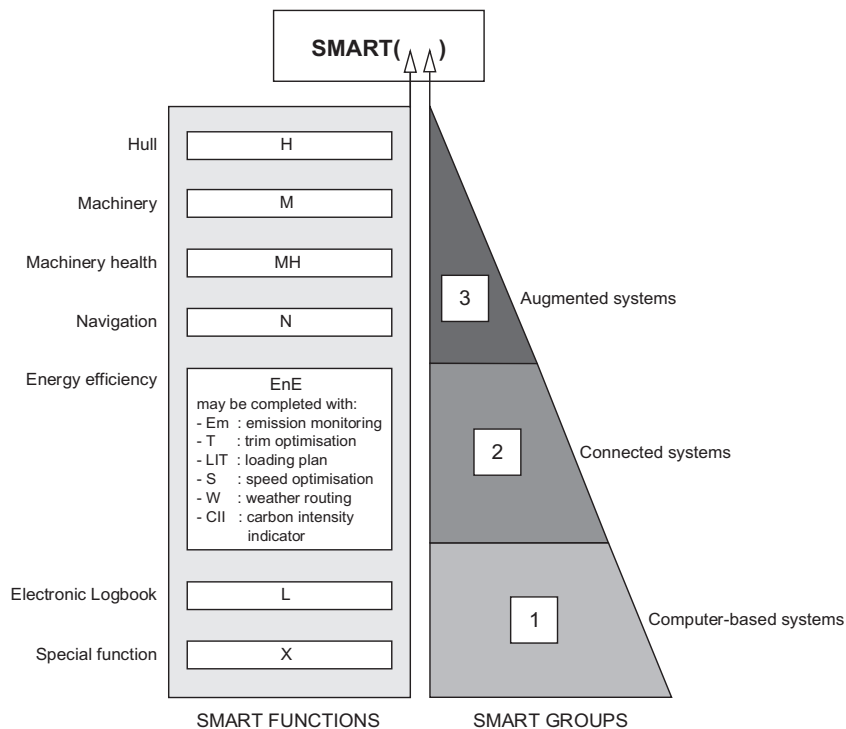 SMART( )
Hull
H
Machinery
M
Machinery health
MH
Navigation
N
Energy efficiency
EnE
may be completed with:
- Em : emission monitoring
- T : trim optimisation
- LIT : loading plan
- S : speed optimisation
- W : weather routing
- CII : carbon intensity
indicator
Electronic Logbook
L
Special function
X
SMART FUNCTIONS
3
Augmented systems
2
Connected systems
1
Computer-based systems
SMART GROUPS